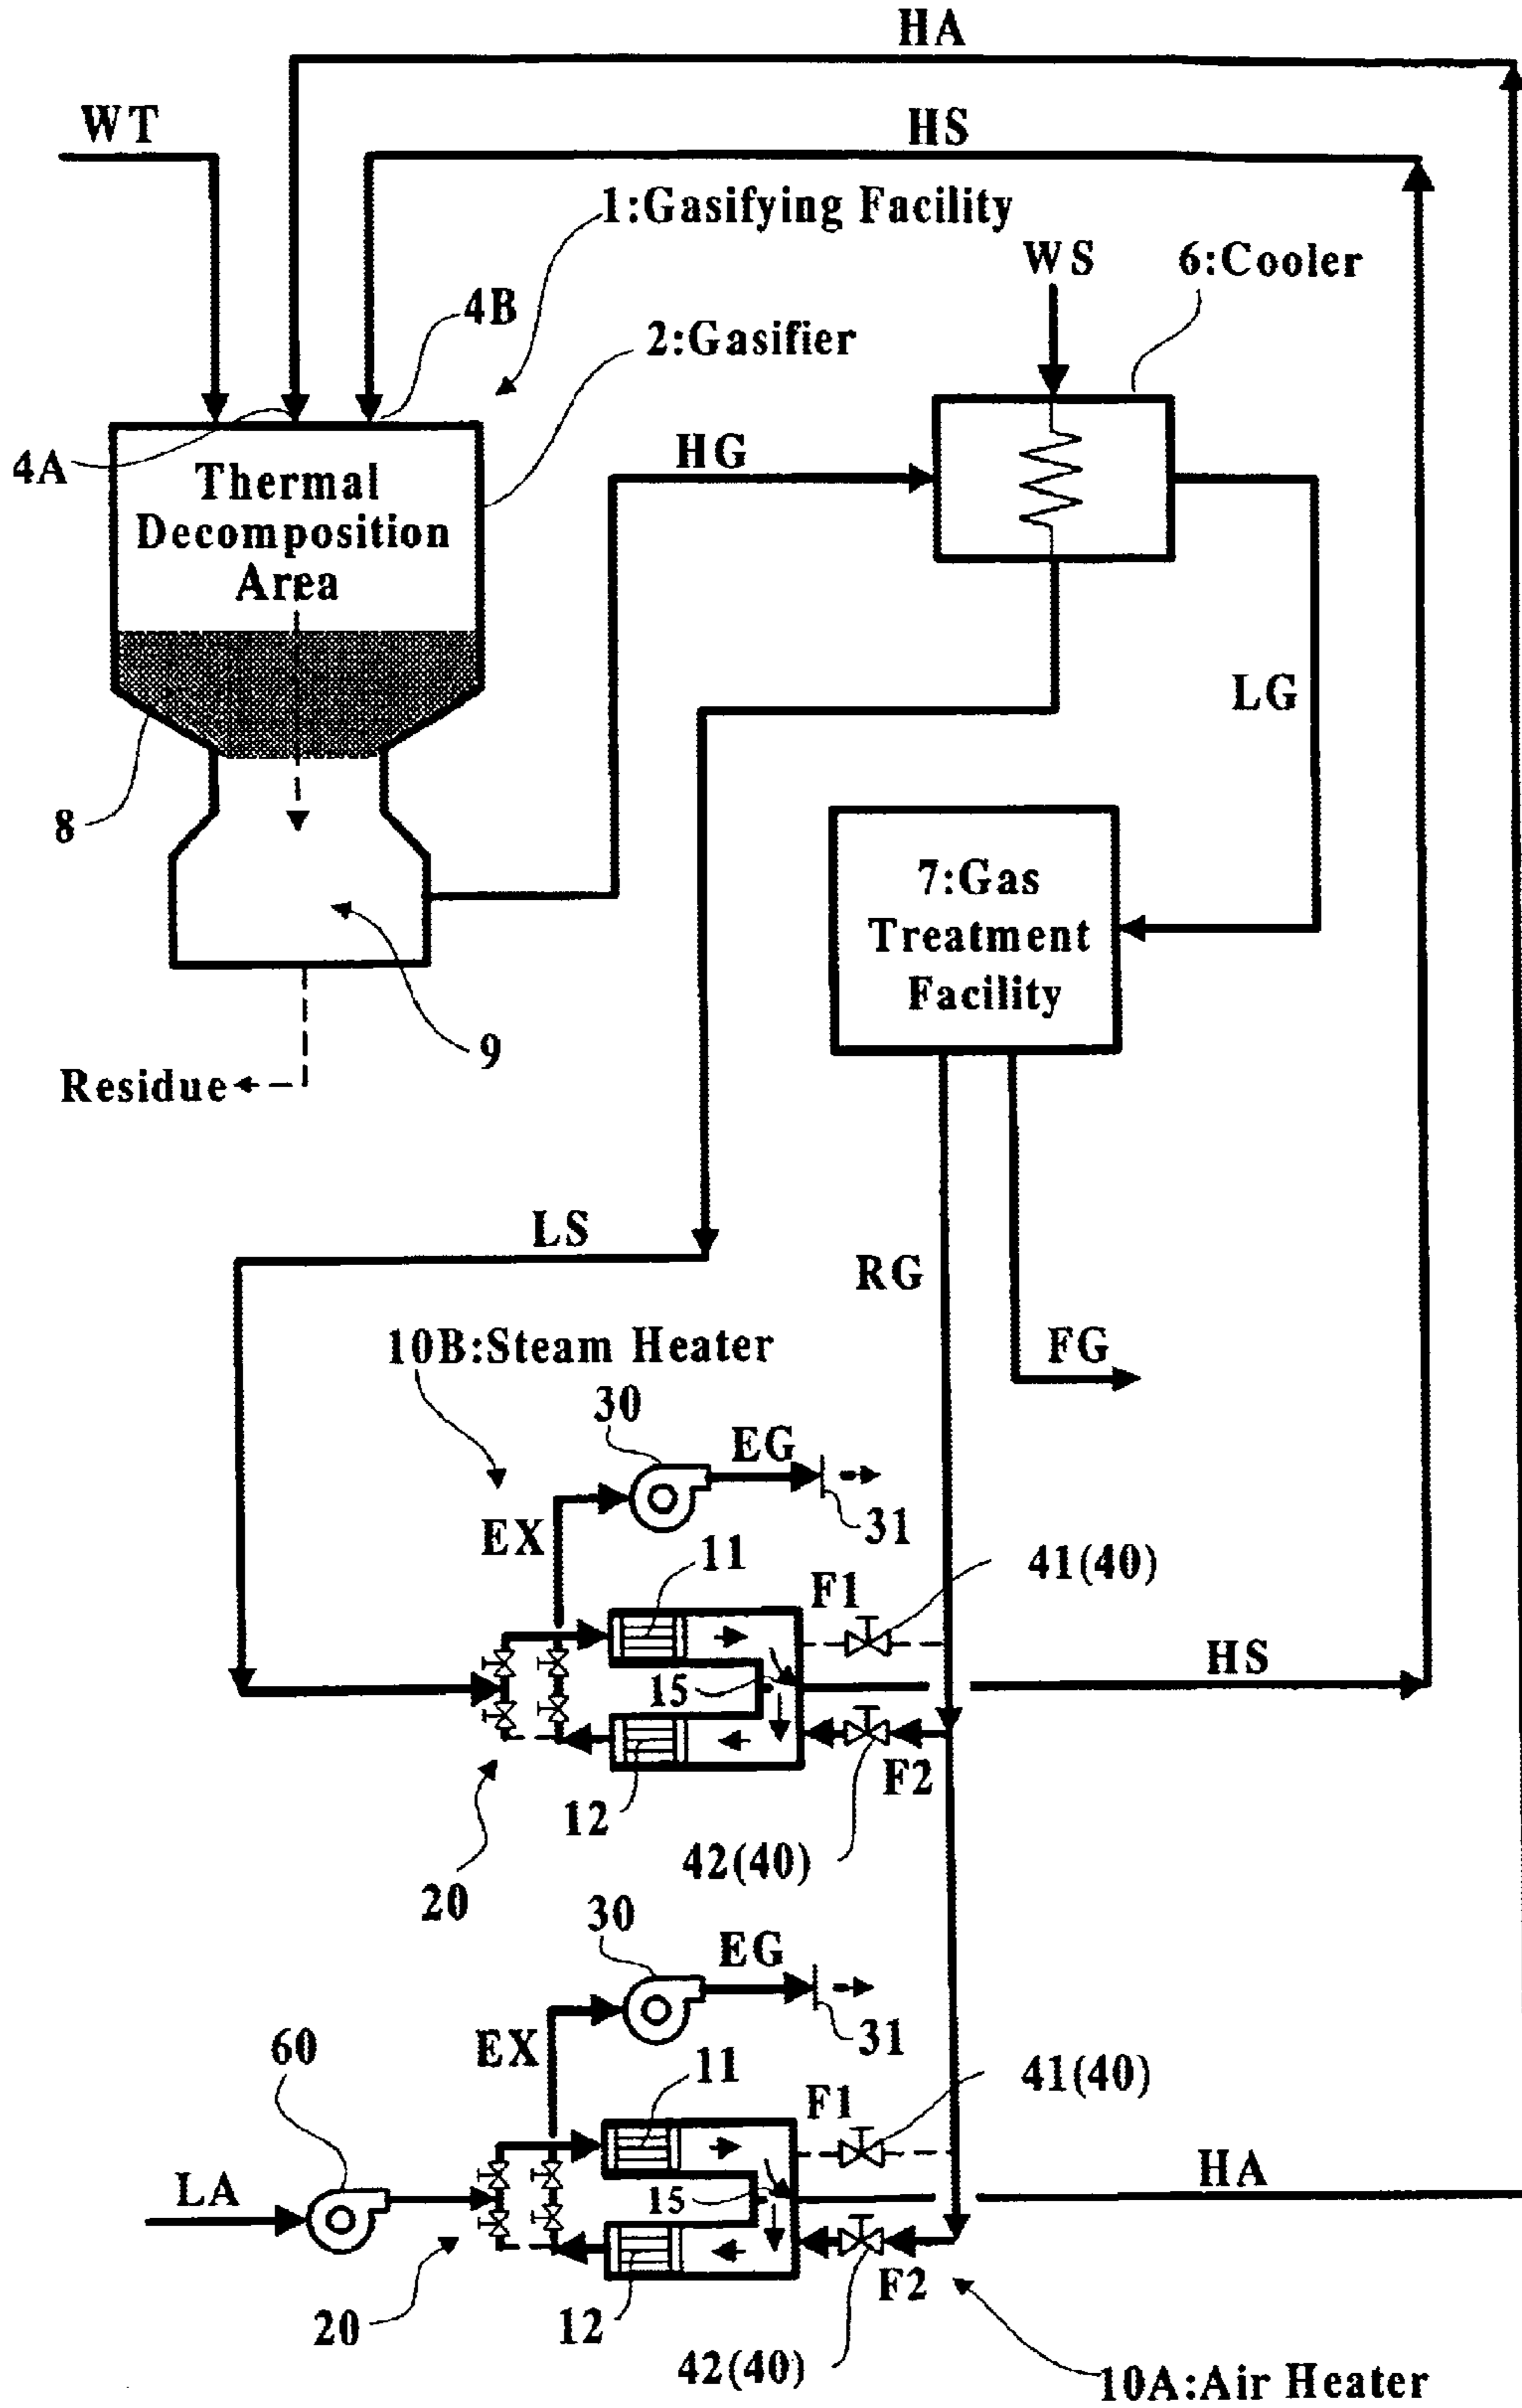 HA
WT
HS
1:Gasifying Facility
WS
6:Cooler
4B
2:Gasifier
4A
HG
Thermal
Decomposition
Area
LG
8
7:Gas
Treatment
Facility
9
Residue
LS
RG
10B:Steam Heater
FG
30
EG
EX
31
11
F1
41(40)
15
HS
12
F2
42(40)
20
30
EG
60
EX
31
11
F1
41(40)
LA
15
HA
12
F2
20
42(40)
10A:Air Heater